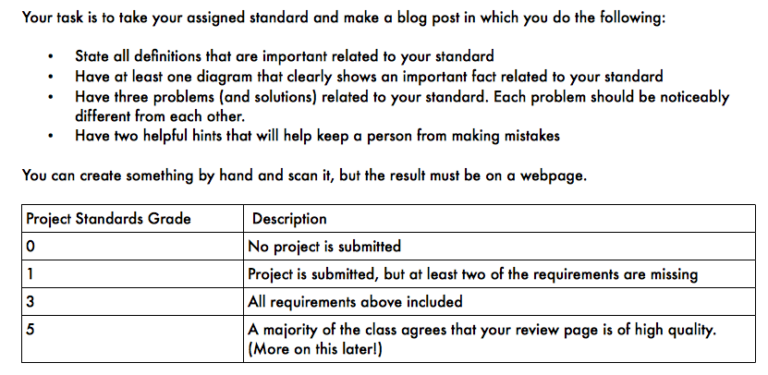 Your task is to take your assigned standard and make a blog post in which you do the following:
• State all definitions that are important related to your standard
• Have at least one diagram that clearly shows an important fact related to your standard
• Have three problems (and solutions) related to your standard. Each problem should be noticeably
different from each other.
• Have two helpful hints that will help keep a person from making mistakes
You can create something by hand and scan it, but the result must be on a webpage.
Project Standards Grade Description
0 No project is submitted
1 Project is submitted, but at least two of the requirements are missing
3 All requirements above included
5 A majority of the class agrees that your review page is of high quality.
(More on this later!)